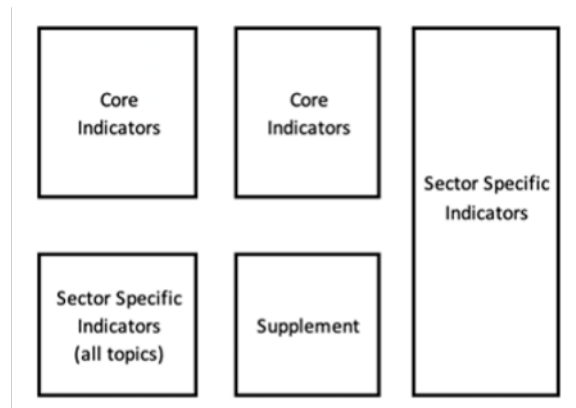 Core
Indicators
Core
Indicators
Sector Specific
Indicators
Sector Specific
Indicators
(all topics)
Supplement